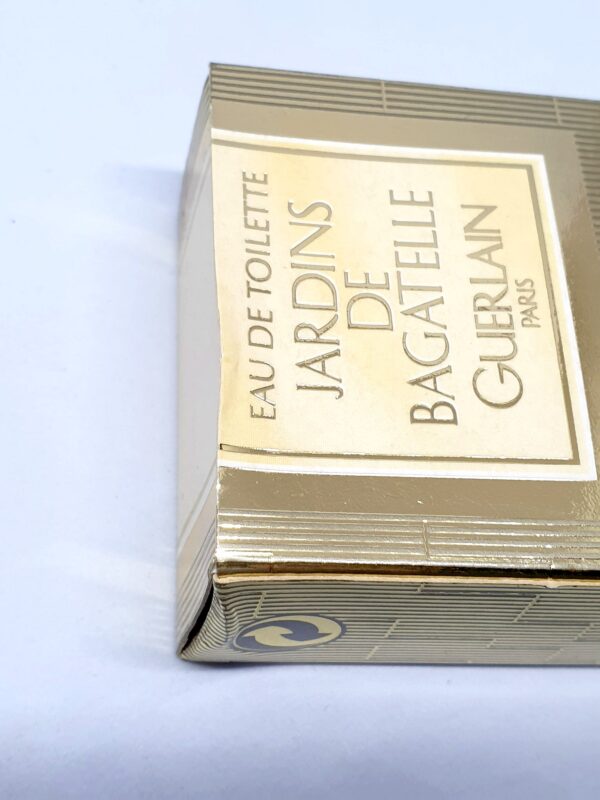 EAU DE TOILETTE
JARDINS
DE
BAGATELLE
GUERLAIN
PARIS